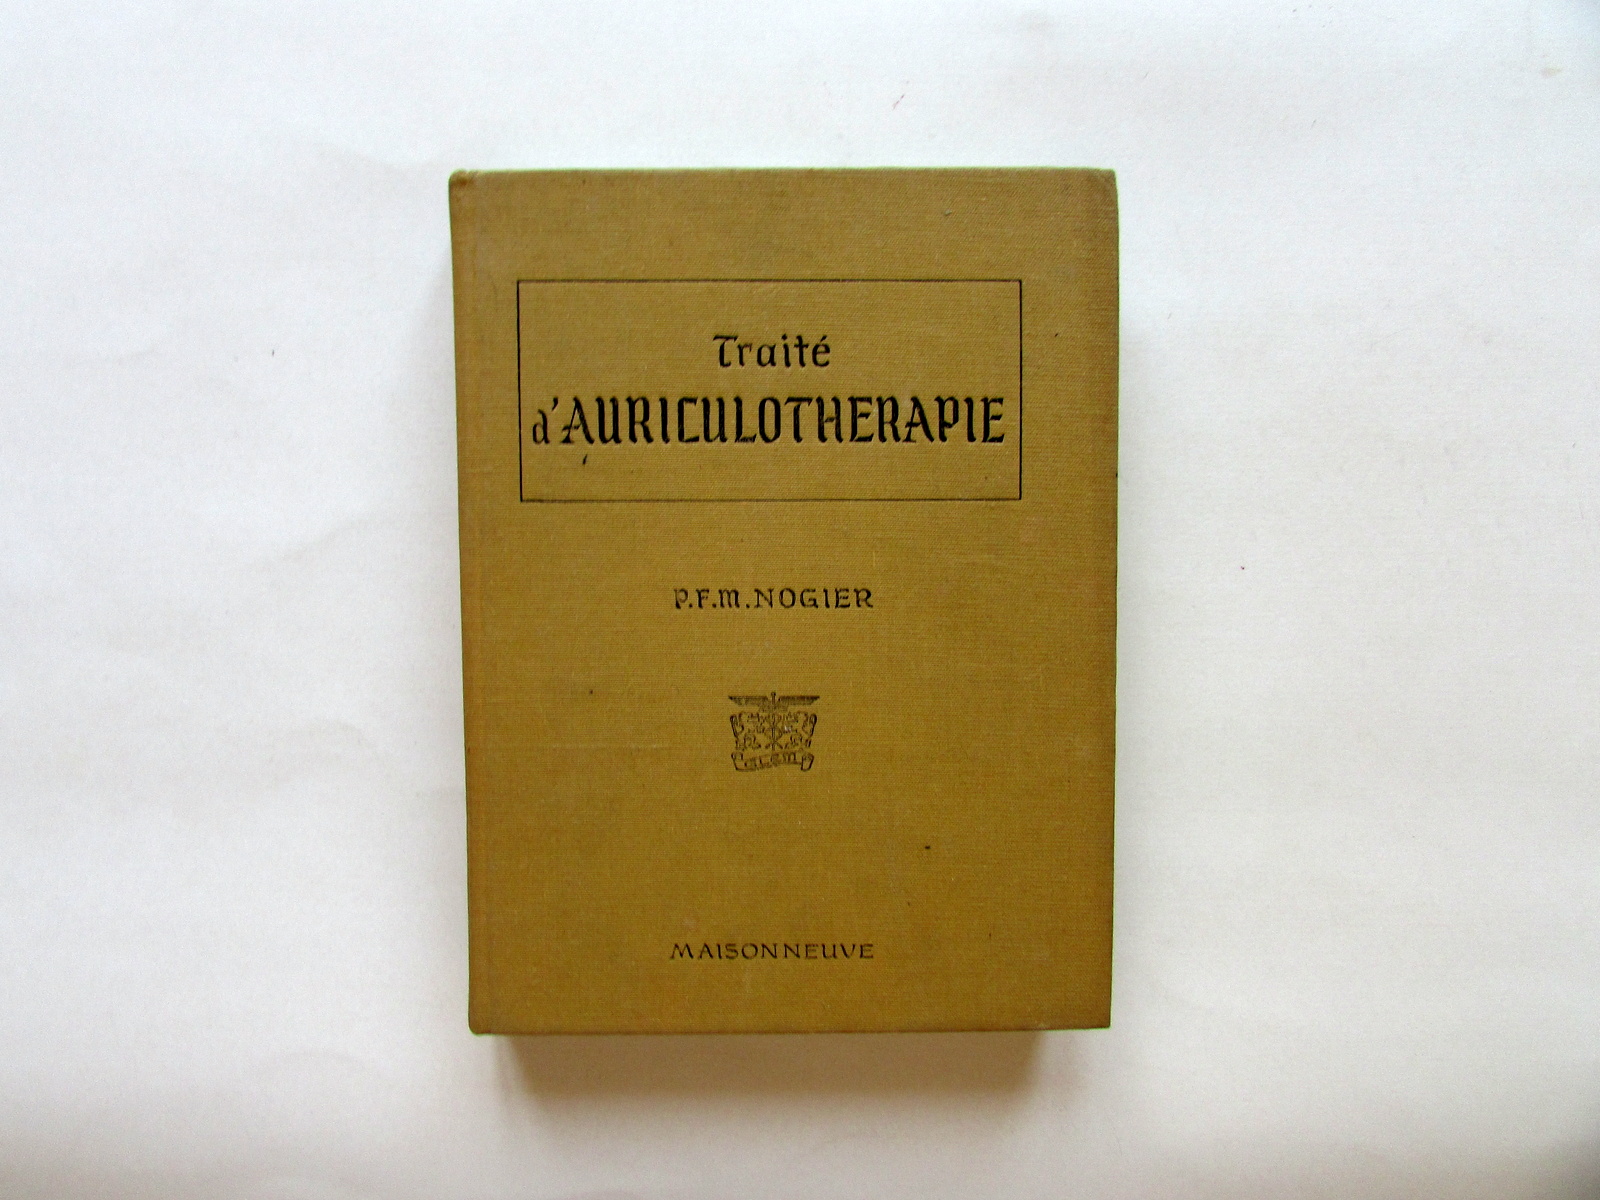 Traité
d'AURICULOTHERAPIE
P.F.M. NOGIER
MAISONNEUVE